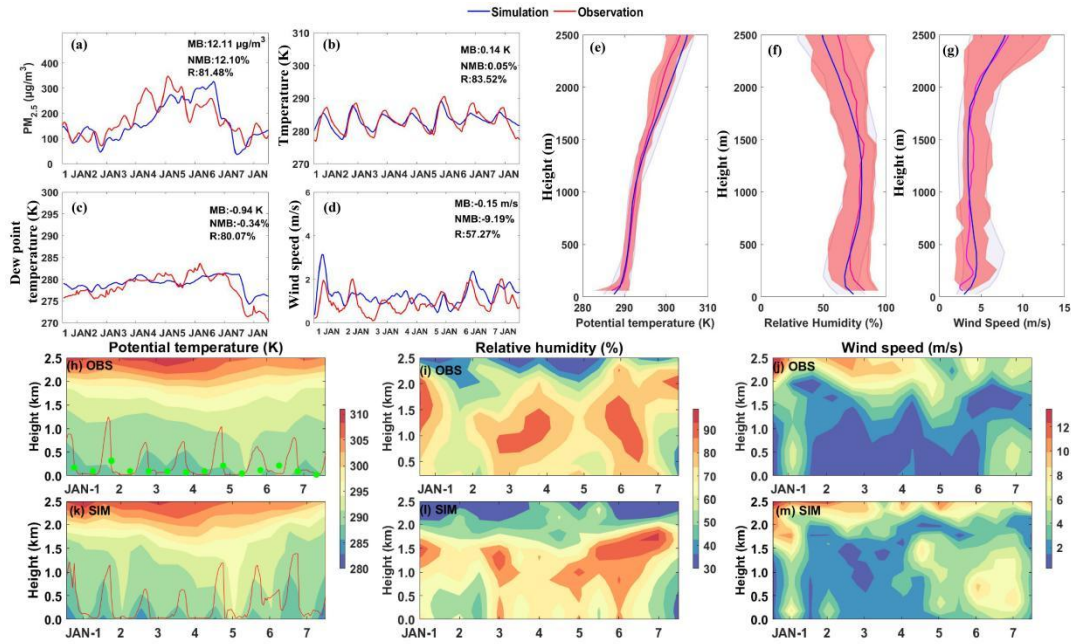 Simulation Observation
(a)
MB:12.11 µg/m³
NMB:12.10%
R:81.48%
PM2.5 (µg/m³)
400
300
200
100
0
1 JAN2 JAN3 JAN4 JAN5 JAN6 JAN7 JAN
(b)
MB:0.14 K
NMB:0.05%
R:83.52%
Tmperature (K)
300
290
280
270
1 JAN2 JAN3 JAN4 JAN5 JAN6 JAN7 JAN
(c)
MB:-0.94 K
NMB:-0.34%
R:80.07%
Dew point
temperature (K)
300
295
290
285
280
275
270
1 JAN2 JAN3 JAN4 JAN5 JAN6 JAN7 JAN
(d)
MB:-0.15 m/s
NMB:-9.19%
R:57.27%
Wind speed (m/s)
6
4
2
0
1 JAN 2 JAN 3 JAN 4 JAN 5 JAN 6 JAN 7 JAN
(e)
Height (m)
2500
2000
1500
1000
500
0
280 290 300 310
Potential temperature (K)
(f)
Height (m)
2500
2000
1500
1000
500
0
0 50 100
Relative Humidity (%)
(g)
Height (m)
2500
2000
1500
1000
500
0
0 5 10 15
Wind Speed (m/s)
Potential temperature (K)
(h) OBS
Height (km)
2.5
2.0
1.5
1.0
0.5
JAN-1 2 3 4 5 6 7
310
305
300
295
290
285
280
(k) SIM
Height (km)
2.5
2.0
1.5
1.0
0.5
0.0
JAN-1 2 3 4 5 6 7
Relative humidity (%)
(i) OBS
Height (km)
2.5
2.0
1.5
1.0
0.5
JAN-1 2 3 4 5 6 7
90
80
70
60
50
40
30
(l) SIM
Height (km)
2.5
2.0
1.5
1.0
0.5
0.0
JAN-1 2 3 4 5 6 7
Wind speed (m/s)
(j) OBS
Height (km)
2.5
2.0
1.5
1.0
0.5
JAN-1 2 3 4 5 6 7
12
10
8
6
4
2
(m) SIM
Height (km)
2.5
2.0
1.5
1.0
0.5
0.0
JAN-1 2 3 4 5 6 7